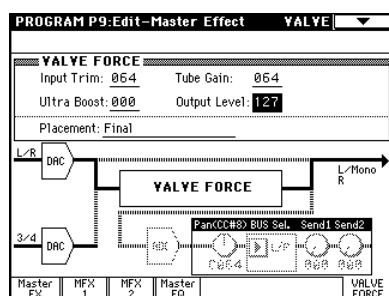 PROGRAM P9:Edit-Master Effect VALVE
VALVE FORCE
Input Trim: 064 Tube Gain: 064
Ultra Boost: 000 Output Level: 127
Placement: Final
L/R DAC
L/Mono
R
VALVE FORCE
Pan(CC#8) BUS Sel. Send1 Send2
3/4 DAC AUX L/R
C064 000 000
Master FX MFX 1 MFX 2 Master EQ VALVE FORCE